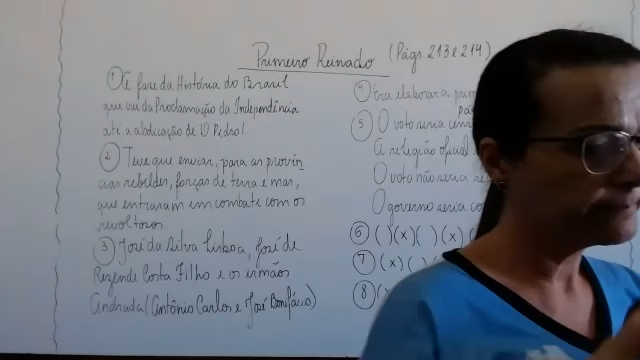 Primeiro Reinado (Págs 213 e 214)
① A fase da História do Brasil
que vai da Proclamação da Independência
até a abdicação de D. Pedro I.
② Teve que enviar, para as provín-
cias rebeldes, forças de terra e mar,
que entraram em combate com os
revoltosos.
③ José da Silva Lisboa, José de
Rezende Costa Filho e os irmãos
Andrada (Antônio Carlos e José Bonifácio)
④ Era elaborar a
⑤ O voto seria
A religião oficial
O voto não seria
O governo seria
⑥ ( ) (x) ( ) (x)
⑦ (x) ( )
⑧